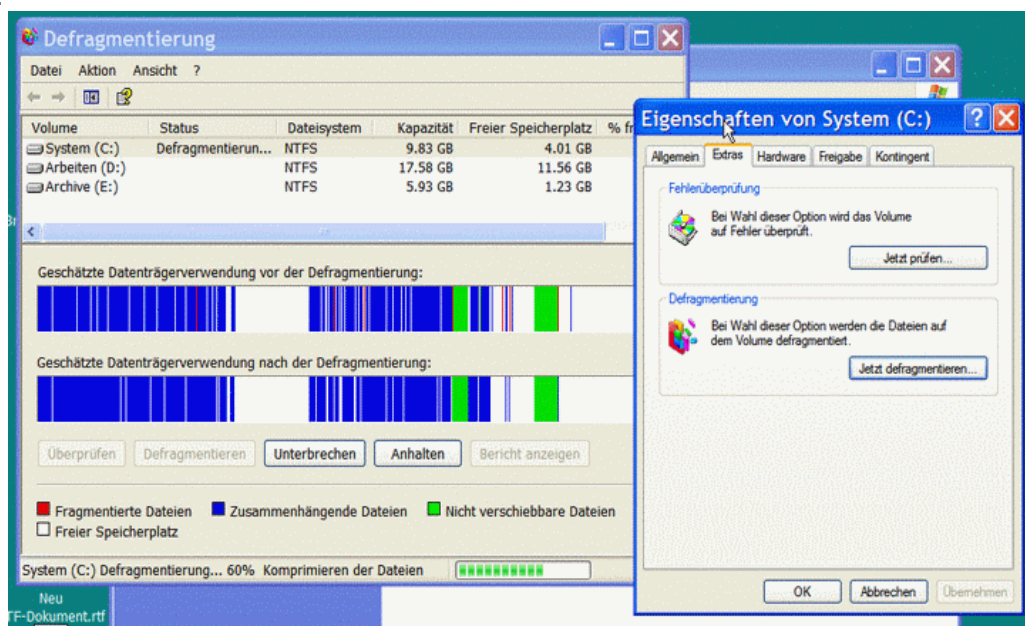 Defragmentierung
Datei Aktion Ansicht ?
Volume Status Dateisystem Kapazität Freier Speicherplatz % fr
System (C:) Defragmentierun... NTFS 9.83 GB 4.01 GB
Arbeiten (D:) NTFS 17.58 GB 11.56 GB
Archive (E:) NTFS 5.93 GB 1.23 GB
Geschätzte Datenträgerverwendung vor der Defragmentierung:
Geschätzte Datenträgerverwendung nach der Defragmentierung:
Überprüfen Defragmentieren Unterbrechen Anhalten Bericht anzeigen
Fragmentierte Dateien Zusammenhängende Dateien Nicht verschiebbare Dateien
Freier Speicherplatz
System (C:) Defragmentierung... 60% Komprimieren der Dateien
Eigenschaften von System (C:)
Allgemein Extras Hardware Freigabe Kontingent
Fehlerüberprüfung
Bei Wahl dieser Option wird das Volume
auf Fehler überprüft.
Jetzt prüfen...
Defragmentierung
Bei Wahl dieser Option werden die Dateien auf
dem Volume defragmentiert.
Jetzt defragmentieren...
OK Abbrechen Übernehmen
Neu
TF-Dokument.rtf